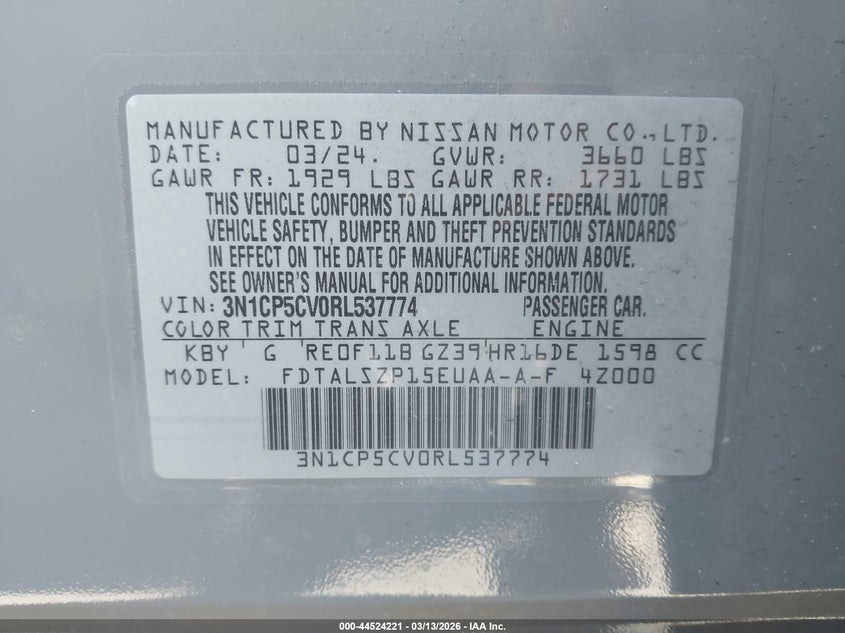 MANUFACTURED BY NISSAN MOTOR CO., LTD.
DATE: 03/24. GVWR: 3660 LBS
GAWR FR: 1929 LBS GAWR RR: 1731 LBS
THIS VEHICLE CONFORMS TO ALL APPLICABLE FEDERAL MOTOR
VEHICLE SAFETY, BUMPER AND THEFT PREVENTION STANDARDS
IN EFFECT ON THE DATE OF MANUFACTURE SHOWN ABOVE.
SEE OWNER'S MANUAL FOR ADDITIONAL INFORMATION.
VIN: 3N1CP5CV0RL537774 PASSENGER CAR.
COLOR TRIM TRANS AXLE ENGINE
KBY G RE0F11B GZ39 HR16DE 1598 CC
MODEL: FDTALSZP15EUAA-A-F 4Z000
3N1CP5CV0RL537774
000-44524221 | 03/13/2026 | IAA Inc.